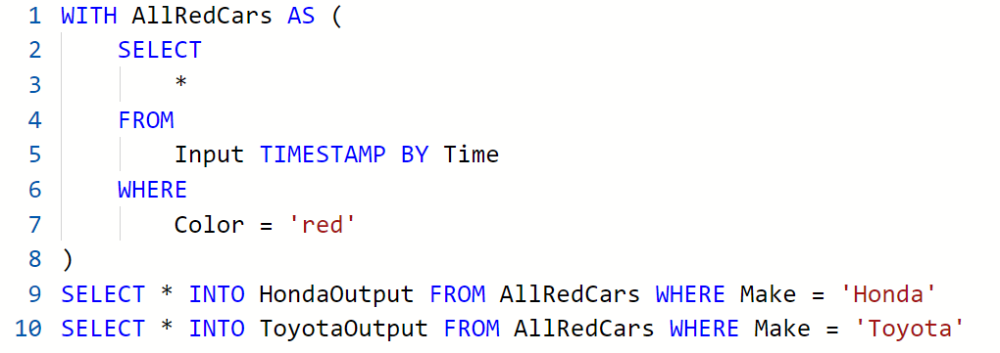 1 WITH AllRedCars AS (
2 SELECT
3 *
4 FROM
5 Input TIMESTAMP BY Time
6 WHERE
7 Color = 'red'
8 )
9 SELECT * INTO HondaOutput FROM AllRedCars WHERE Make = 'Honda'
10 SELECT * INTO ToyotaOutput FROM AllRedCars WHERE Make = 'Toyota'